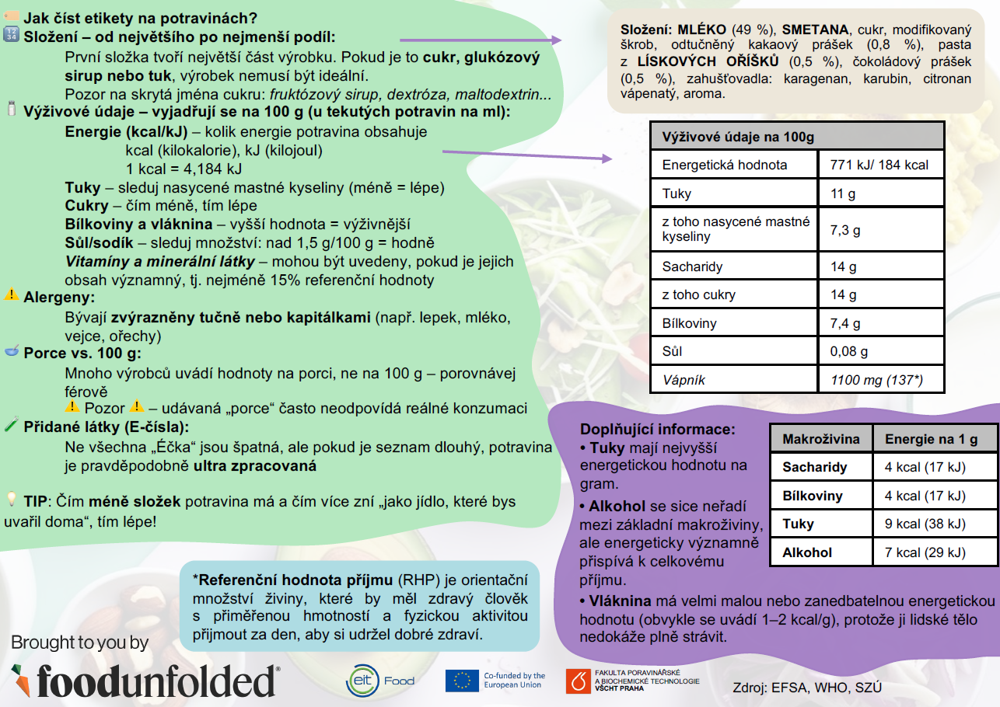 Jak číst etikety na potravinách?
Složení – od největšího po nejmenší podíl:
První složka tvoří největší část výrobku. Pokud je to cukr, glukózový
sirup nebo tuk, výrobek nemusí být ideální.
Pozor na skrytá jména cukru: fruktózový sirup, dextróza, maltodextrin...
Výživové údaje – vyjadřují se na 100 g (u tekutých potravin na ml):
Energie (kcal/kJ) – kolik energie potravina obsahuje
kcal (kilokalorie), kJ (kilojoul)
1 kcal = 4,184 kJ
Tuky – sleduj nasycené mastné kyseliny (méně = lépe)
Cukry – čím méně, tím lépe
Bílkoviny a vláknina – vyšší hodnota = výživnější
Sůl/sodík – sleduj množství: nad 1,5 g/100 g = hodně
Vitamíny a minerální látky – mohou být uvedeny, pokud je jejich
obsah významný, tj. nejméně 15% referenční hodnoty
Alergeny:
Bývají zvýrazněny tučně nebo kapitálkami (např. lepek, mléko,
vejce, ořechy)
Porce vs. 100 g:
Mnoho výrobců uvádí hodnoty na porci, ne na 100 g – porovnávej
férově
Pozor – udávaná „porce“ často neodpovídá reálné konzumaci
Přidané látky (E-čísla):
Ne všechna „Éčka“ jsou špatná, ale pokud je seznam dlouhý, potravina
je pravděpodobně ultra zpracovaná
TIP: Čím méně složek potravina má a čím více zní „jako jídlo, které bys
uvařil doma“, tím lépe!
Složení: MLÉKO (49 %), SMETANA, cukr, modifikovaný
škrob, odtučněný kakaový prášek (0,8 %), pasta
z LÍSKOVÝCH OŘÍŠKŮ (0,5 %), čokoládový prášek
(0,5 %), zahušťovadla: karagenan, karubin, citronan
vápenatý, aroma.
Výživové údaje na 100g
Energetická hodnota 771 kJ/ 184 kcal
Tuky 11 g
z toho nasycené mastné
kyseliny 7,3 g
Sacharidy 14 g
z toho cukry 14 g
Bílkoviny 7,4 g
Sůl 0,08 g
Vápník 1100 mg (137*)
Doplňující informace:
• Tuky mají nejvyšší
energetickou hodnotu na
gram.
• Alkohol se sice neřadí
mezi základní makroživiny,
ale energeticky významně
přispívá k celkovému
příjmu.
• Vláknina má velmi malou nebo zanedbatelnou energetickou
hodnotu (obvykle se uvádí 1–2 kcal/g), protože ji lidské tělo
nedokáže plně strávit.
Makroživina Energie na 1 g
Sacharidy 4 kcal (17 kJ)
Bílkoviny 4 kcal (17 kJ)
Tuky 9 kcal (38 kJ)
Alkohol 7 kcal (29 kJ)
*Referenční hodnota příjmu (RHP) je orientační
množství živiny, které by měl zdravý člověk
s přiměřenou hmotností a fyzickou aktivitou
přijmout za den, aby si udržel dobré zdraví.
Brought to you by
foodunfolded®
eit Food
Co-funded by the
European Union
FAKULTA PORAVINÁŘSKÉ
A BIOCHEMICKÉ TECHNOLOGIE
VŠCHT PRAHA
Zdroj: EFSA, WHO, SZÚ